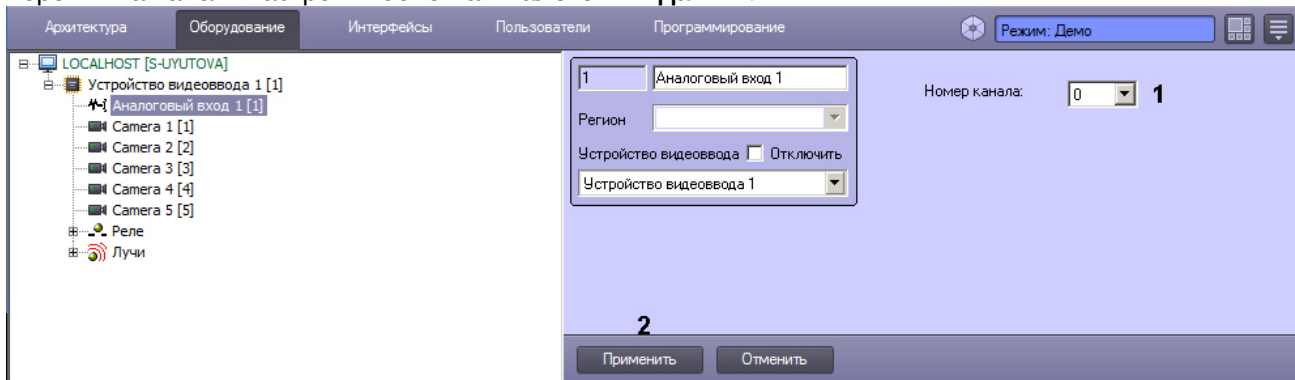 Архитектура Оборудование Интерфейсы Пользователи Программирование Режим: Демо
LOCALHOST [S-UYUTOVA]
Устройство видеоввода 1 [1]
Аналоговый вход 1 [1]
Camera 1 [1]
Camera 2 [2]
Camera 3 [3]
Camera 4 [4]
Camera 5 [5]
Реле
Лучи
1 Аналоговый вход 1
Регион
Устройство видеоввода Отключить
Устройство видеоввода 1
Номер канала: 0 1
2
Применить Отменить